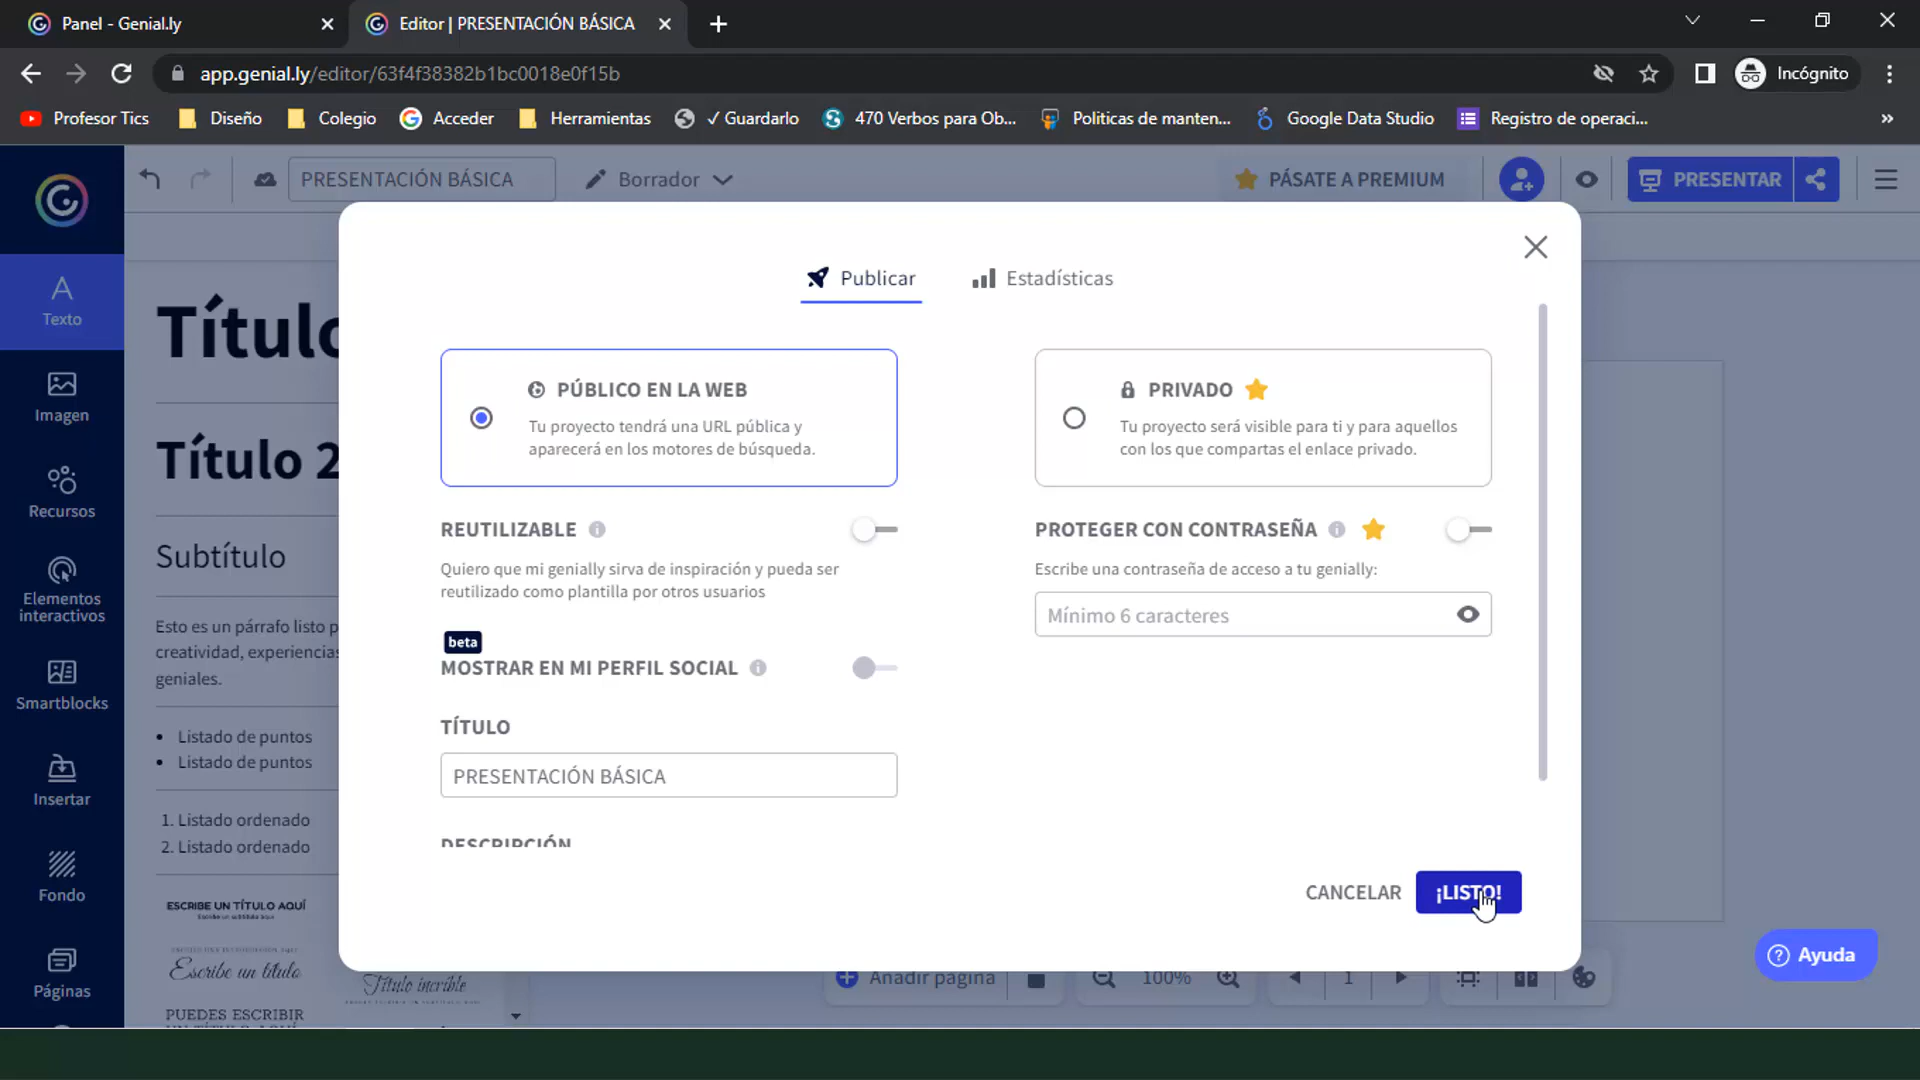 Panel - Genial.ly
Editor | PRESENTACIÓN BÁSICA
app.genial.ly/editor/63f4f38382b1bc0018e0f15b
Incógnito
Profesor Tics
Diseño
Colegio
Acceder
Herramientas
✓ Guardarlo
470 Verbos para Ob...
Politicas de manten...
Google Data Studio
Registro de operaci...
»
PRESENTACIÓN BÁSICA
Borrador
PÁSATE A PREMIUM
PRESENTAR
Texto
Imagen
Recursos
Elementos
interactivos
Smartblocks
Insertar
Fondo
Páginas
Título
Título 2
Subtítulo
Esto es un párrafo listo p
creatividad, experiencias
geniales.
• Listado de puntos
• Listado de puntos
1. Listado ordenado
2. Listado ordenado
ESCRIBE UN TÍTULO AQUÍ
Escribe un subtítulo aquí
Escribe un título
Título increíble
PUEDES ESCRIBIR
UN TÍTULO AQUÍ
Publicar
Estadísticas
PÚBLICO EN LA WEB
Tu proyecto tendrá una URL pública y
aparecerá en los motores de búsqueda.
PRIVADO
Tu proyecto será visible para ti y para aquellos
con los que compartas el enlace privado.
REUTILIZABLE
Quiero que mi genially sirva de inspiración y pueda ser
reutilizado como plantilla por otros usuarios
PROTEGER CON CONTRASEÑA
Escribe una contraseña de acceso a tu genially:
Mínimo 6 caracteres
beta
MOSTRAR EN MI PERFIL SOCIAL
TÍTULO
PRESENTACIÓN BÁSICA
DESCRIPCIÓN
CANCELAR
¡LISTO!
Añadir página
100%
1
Ayuda